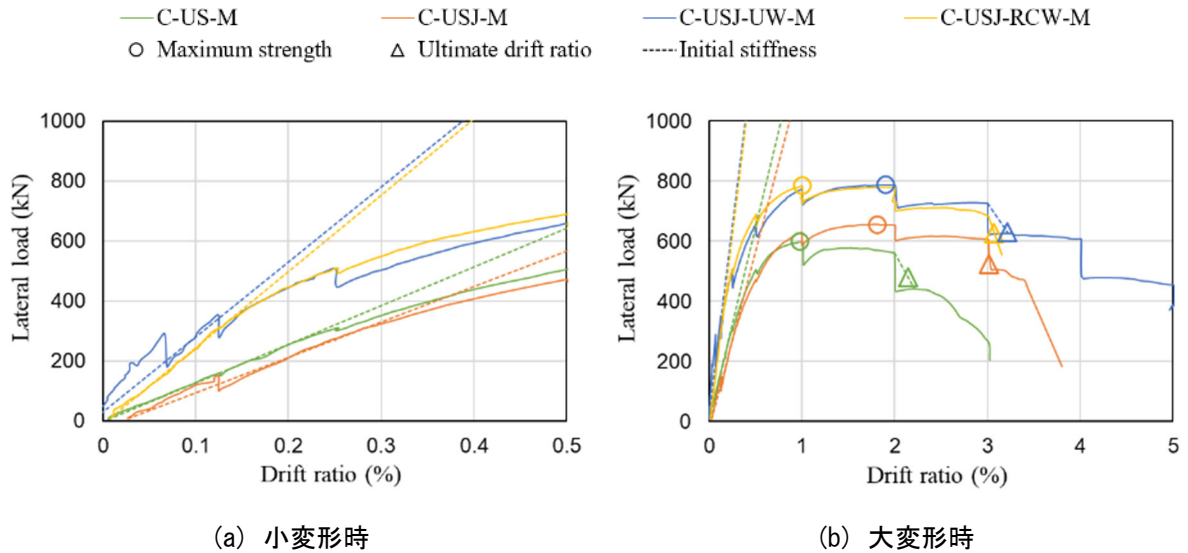 C-US-M C-USJ-M C-USJ-UW-M C-USJ-RCW-M
Maximum strength Ultimate drift ratio Initial stiffness
1000
800
600
400
200
0
Lateral load (kN)
0 0.1 0.2 0.3 0.4 0.5
Drift ratio (%)
(a) 小変形時
1000
800
600
400
200
0
Lateral load (kN)
0 1 2 3 4 5
Drift ratio (%)
(b) 大変形時